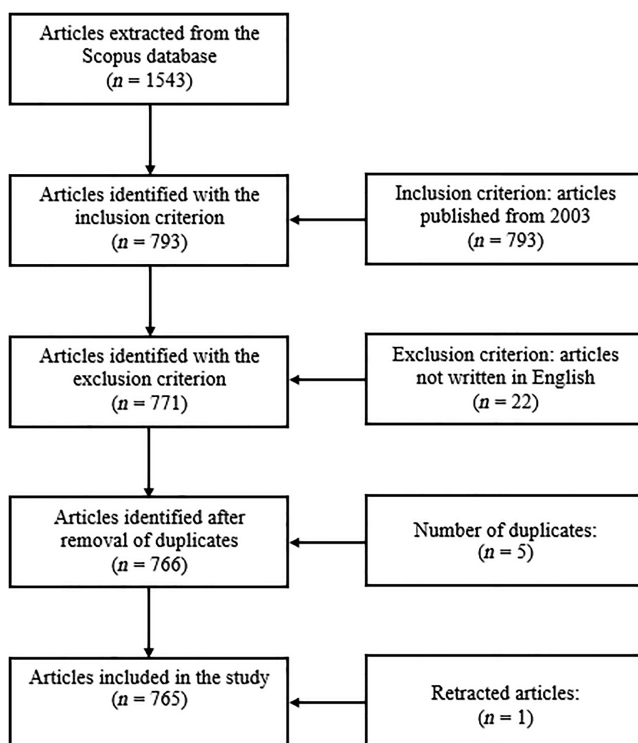 Articles extracted from the
Scopus database
(n = 1543)
Articles identified with the
inclusion criterion
(n = 793)
Inclusion criterion: articles
published from 2003
(n = 793)
Articles identified with the
exclusion criterion
(n = 771)
Exclusion criterion: articles
not written in English
(n = 22)
Articles identified after
removal of duplicates
(n = 766)
Number of duplicates:
(n = 5)
Articles included in the study
(n = 765)
Retracted articles:
(n = 1)